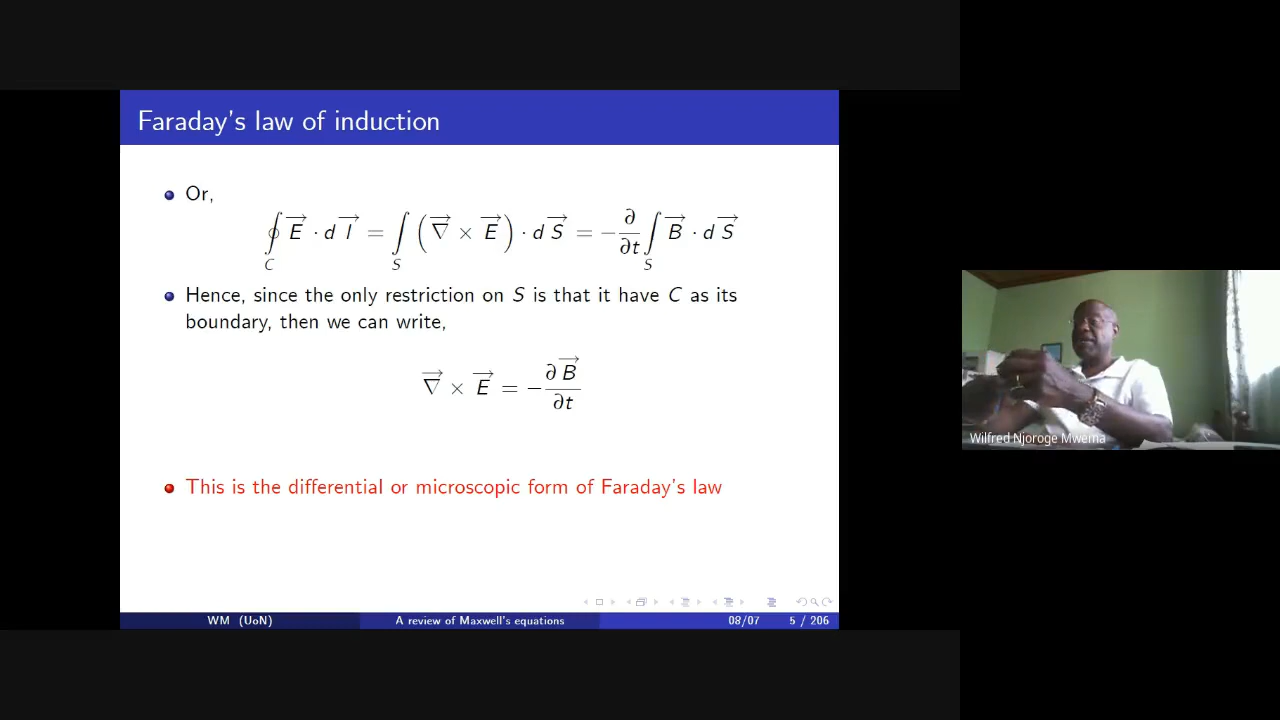 Faraday's law of induction
Or,
∮_C E⃗ · d l⃗ = ∫_S (∇⃗ × E⃗) · d S⃗ = −∂/∂t ∫_S B⃗ · d S⃗
Hence, since the only restriction on S is that it have C as its
boundary, then we can write,
∇⃗ × E⃗ = −∂B⃗/∂t
This is the differential or microscopic form of Faraday's law
WM (UoN) A review of Maxwell's equations 08/07 5 / 206
Wilfred Njoroge Mwema